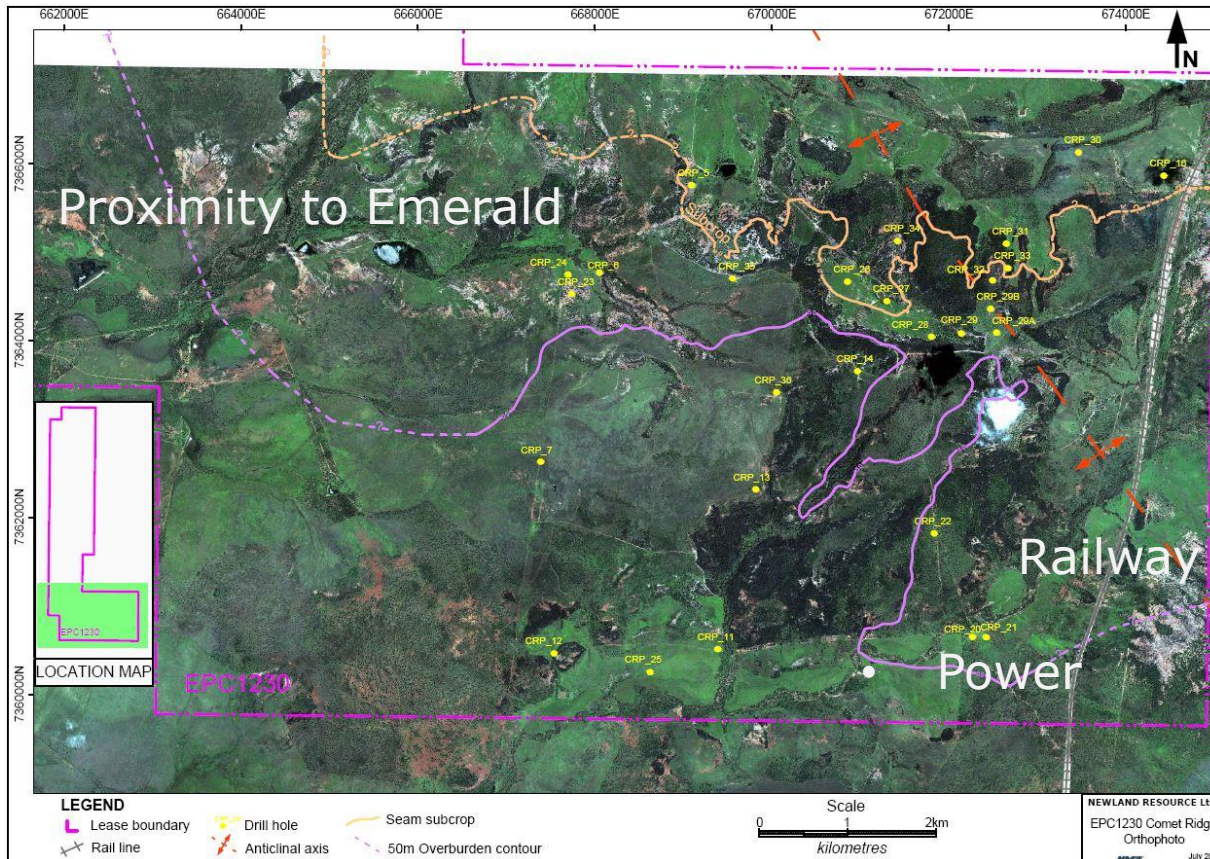 662000E 664000E 666000E 668000E 670000E 672000E 674000E
N
7366000N
7364000N
7362000N
7360000N
Proximity to Emerald
CRP_30
CRP_5
Subcrop
CRP_34
CRP_31
CRP_24
CRP_6
CRP_23
CRP_35
CRP_26
CRP_27
CRP_32
CRP_33
CRP_29B
CRP_28
CRP_29
CRP_29A
CRP_14
CRP_36
CRP_7
CRP_13
CRP_22
Railway
CRP_20
CRP_21
CRP_12
CRP_25
CRP_11
Power
EPC1230
EPC1230
LOCATION MAP
LEGEND
Lease boundary
Rail line
Drill hole
Anticlinal axis
Seam subcrop
50m Overburden contour
Scale
0 1 2km
kilometres
NEWLAND RESOURCE Lt
EPC1230 Comet Ridg
Orthophoto